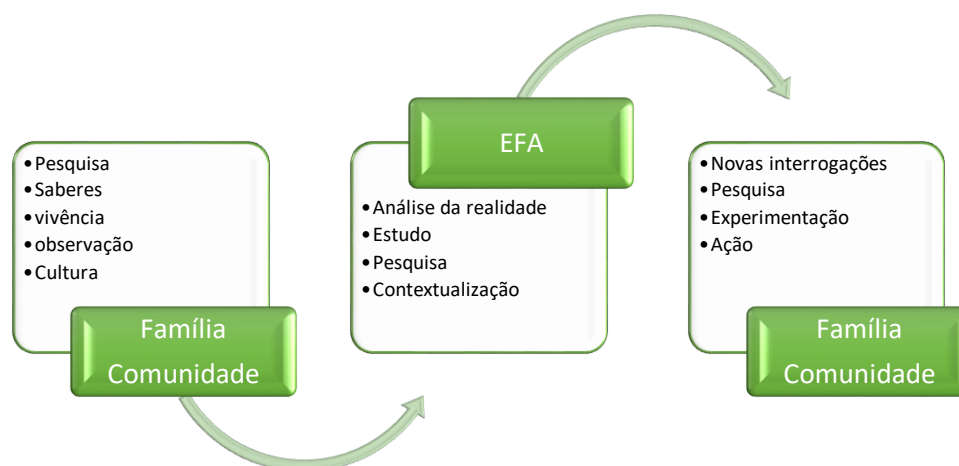 •Pesquisa
•Saberes
•vivência
•observação
•Cultura
Família
Comunidade
EFA
•Análise da realidade
•Estudo
•Pesquisa
•Contextualização
•Novas interrogações
•Pesquisa
•Experimentação
•Ação
Família
Comunidade